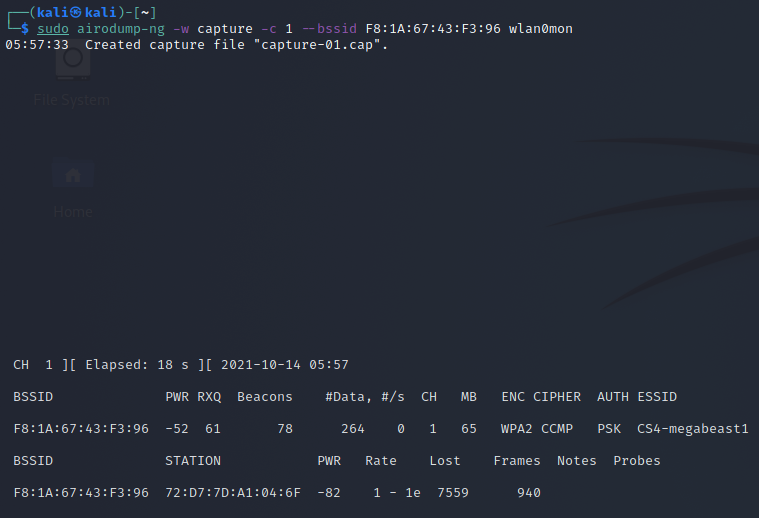 ┌──(kali㉿kali)-[~]
└─$ sudo airodump-ng -w capture -c 1 --bssid F8:1A:67:43:F3:96 wlan0mon
05:57:33  Created capture file "capture-01.cap".
File System
Home
CH  1 ][ Elapsed: 18 s ][ 2021-10-14 05:57
BSSID              PWR RXQ  Beacons    #Data, #/s  CH   MB   ENC CIPHER  AUTH ESSID
F8:1A:67:43:F3:96  -52  61       78      264    0   1   65   WPA2 CCMP   PSK  CS4-megabeast1
BSSID              STATION            PWR   Rate    Lost    Frames  Notes  Probes
F8:1A:67:43:F3:96  72:D7:7D:A1:04:6F  -82    1 - 1e  7559      940